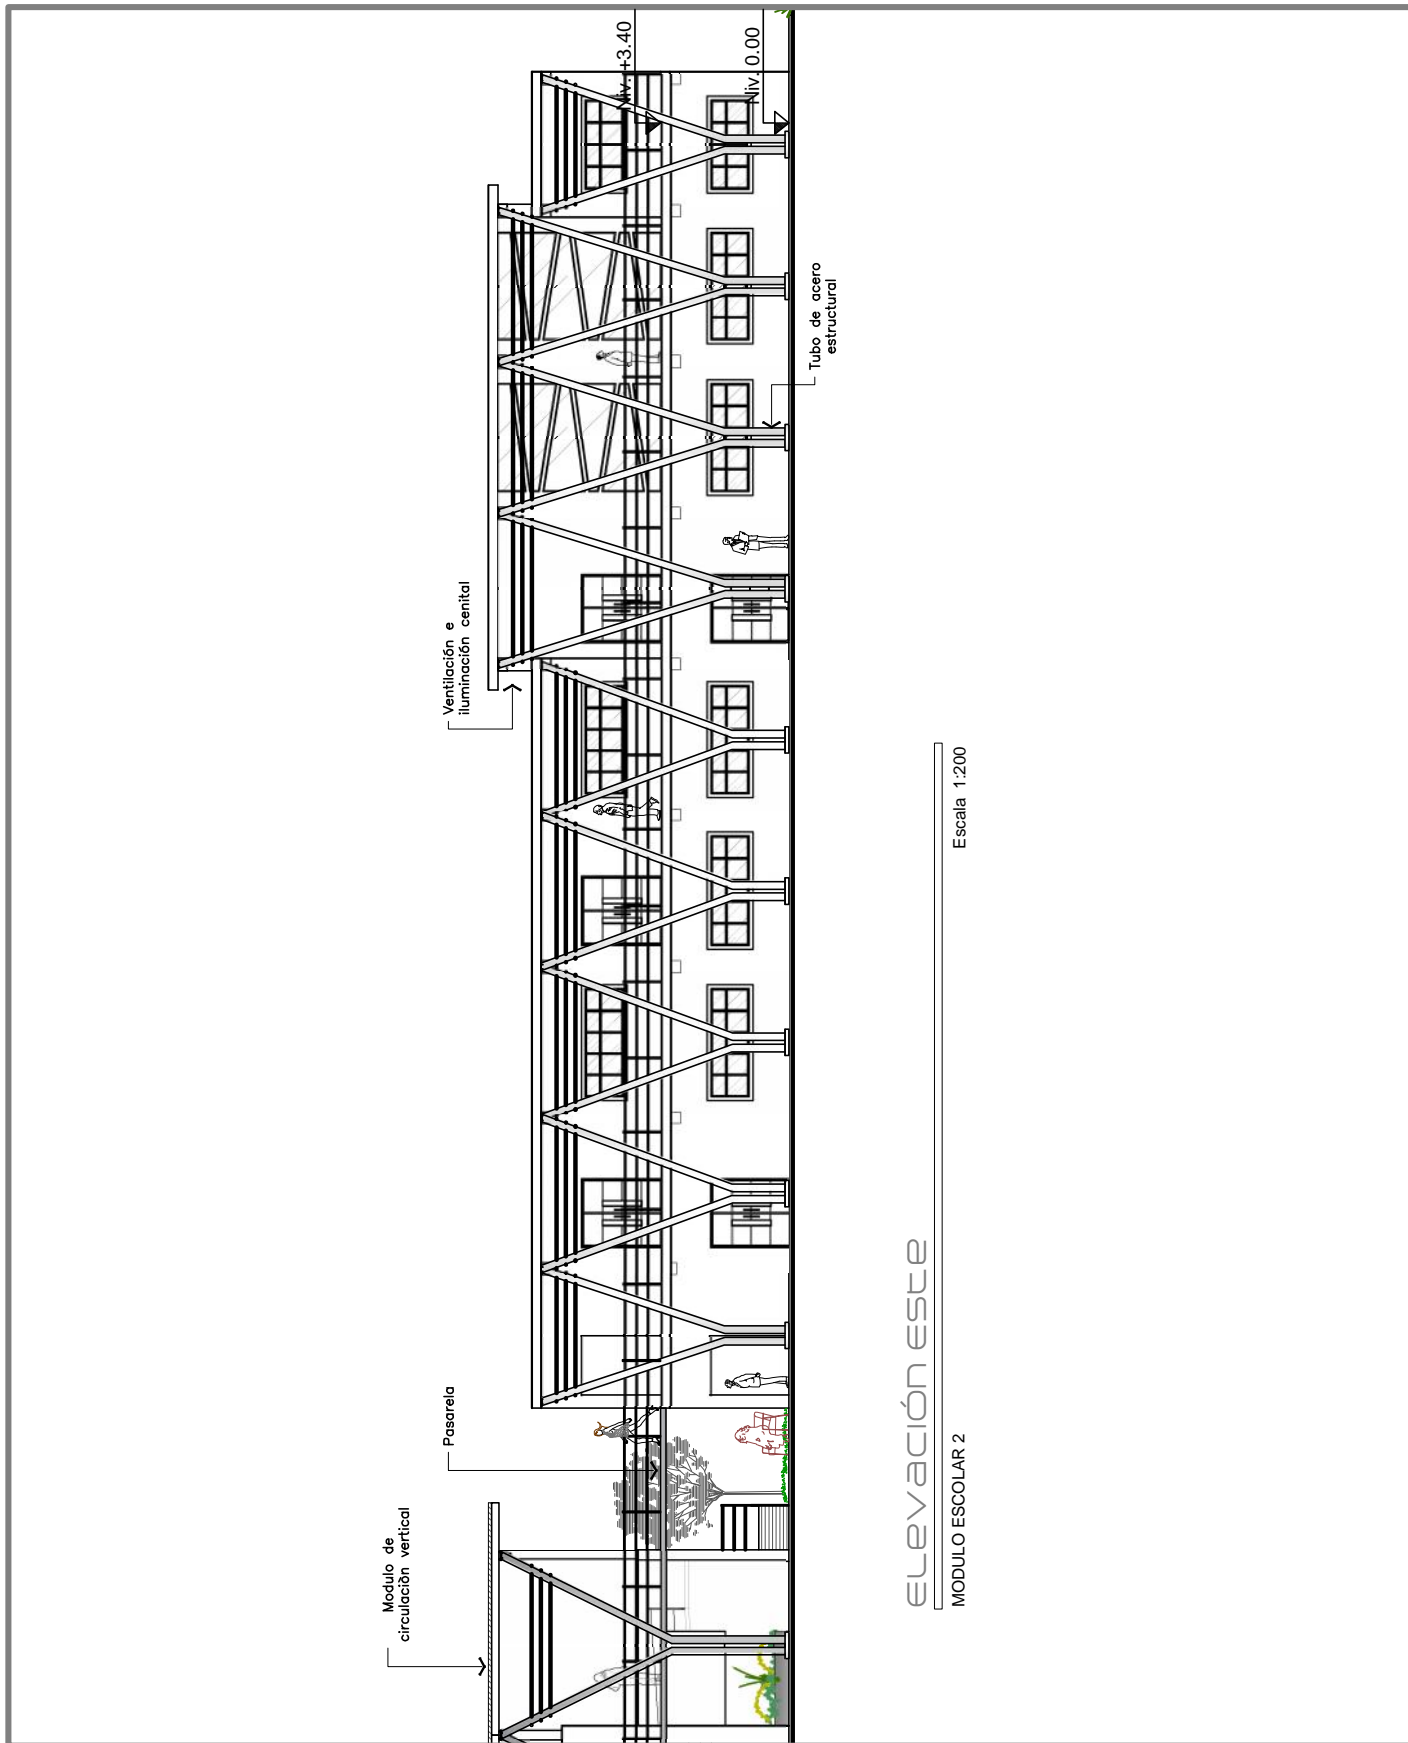 Modulo de
circulación vertical
Pasarela
Ventilación e
iluminación cenital
Niv. +3.40
Niv. 0.00
Tubo de acero
estructural
ELEVACIÓN ESTE
MODULO ESCOLAR 2
Escala 1:200